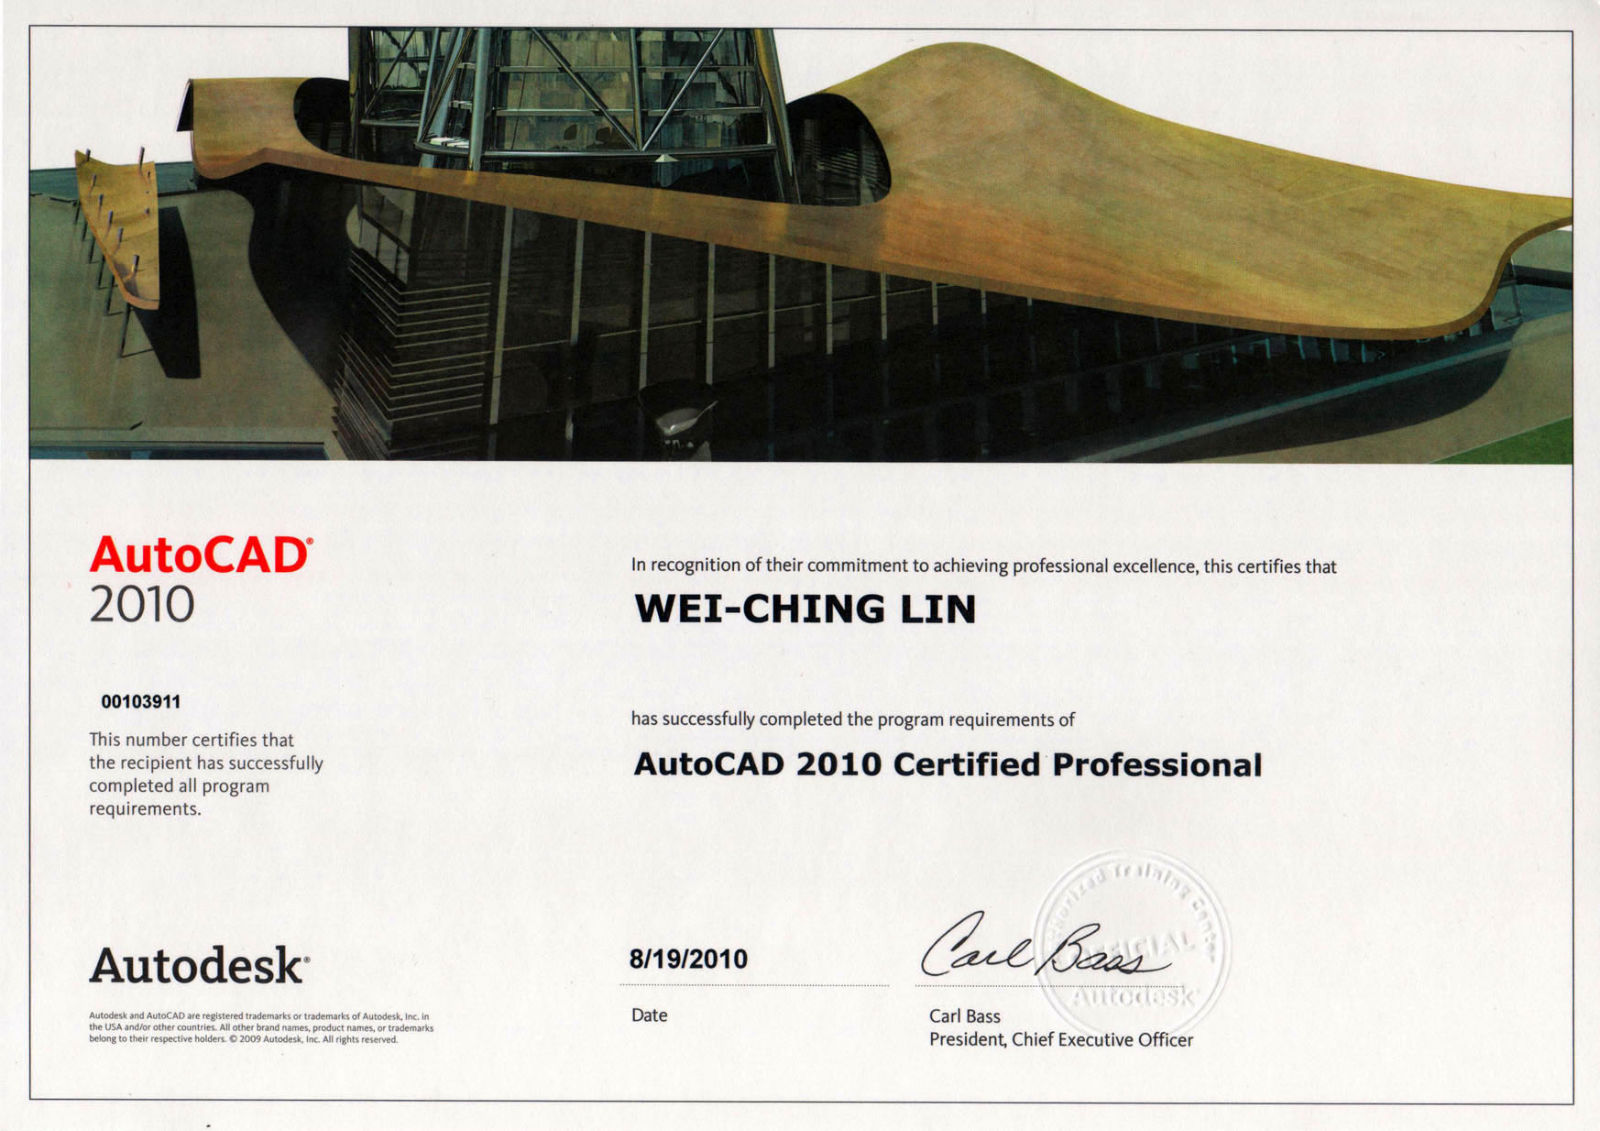 AutoCAD®
2010
00103911
This number certifies that
the recipient has successfully
completed all program
requirements.
Autodesk®
Autodesk and AutoCAD are registered trademarks or trademarks of Autodesk, Inc. in
the USA and/or other countries. All other brand names, product names, or trademarks
belong to their respective holders. © 2009 Autodesk, Inc. All rights reserved.
In recognition of their commitment to achieving professional excellence, this certifies that
WEI-CHING LIN
has successfully completed the program requirements of
AutoCAD 2010 Certified Professional
8/19/2010
Date
Carl Bass
Carl Bass
President, Chief Executive Officer
Authorized Training Center
OFFICIAL
Autodesk®